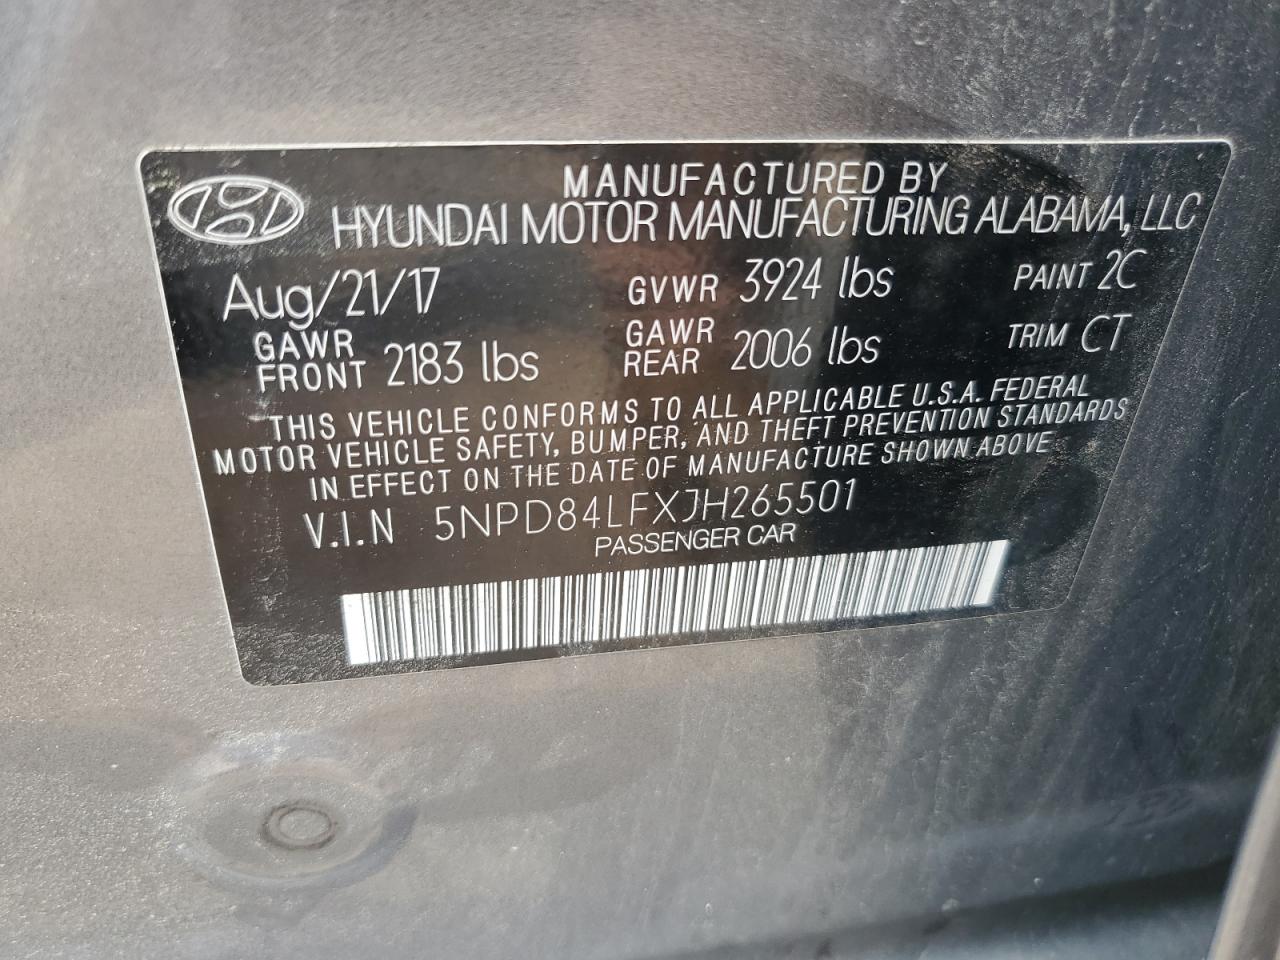 MANUFACTURED BY
HYUNDAI MOTOR MANUFACTURING ALABAMA, LLC
Aug/21/17 GVWR 3924 lbs PAINT 2C
GAWR FRONT 2183 lbs GAWR REAR 2006 lbs TRIM CT
THIS VEHICLE CONFORMS TO ALL APPLICABLE U.S.A. FEDERAL
MOTOR VEHICLE SAFETY, BUMPER, AND THEFT PREVENTION STANDARDS
IN EFFECT ON THE DATE OF MANUFACTURE SHOWN ABOVE
V.I.N 5NPD84LFXJH265501
PASSENGER CAR